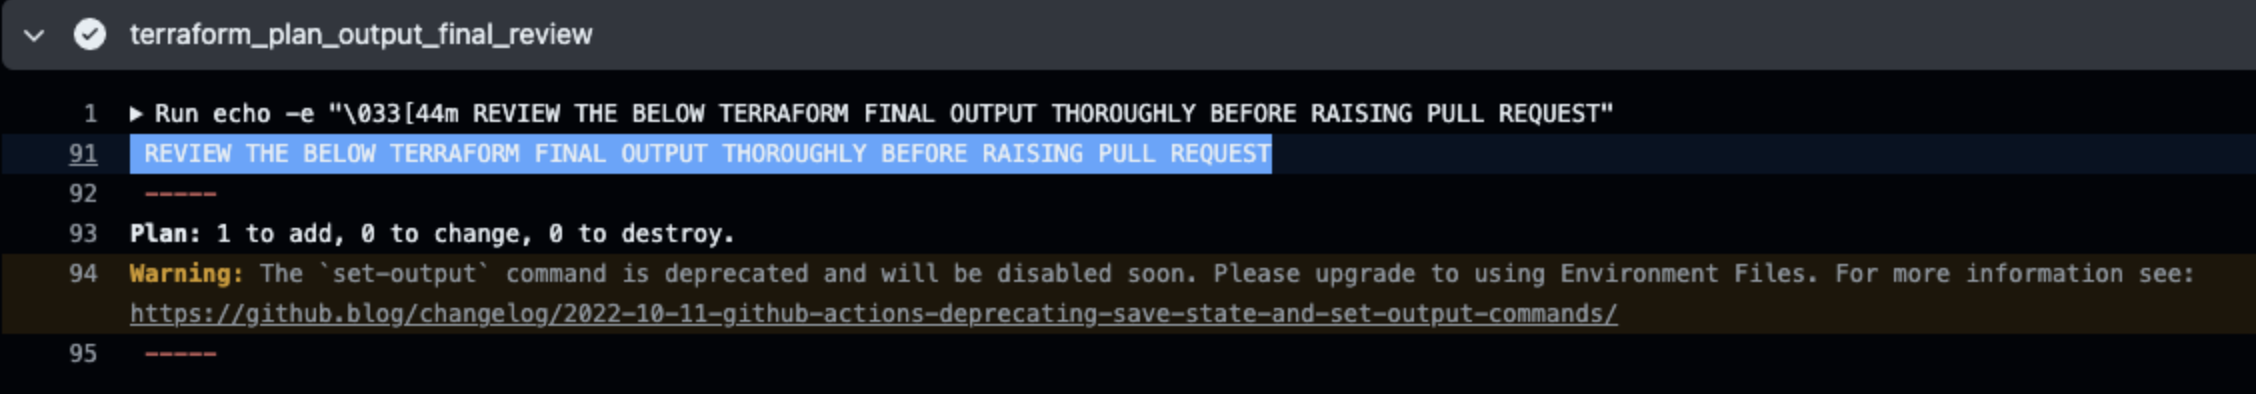 terraform_plan_output_final_review
1 ▶ Run echo -e "\033[44m REVIEW THE BELOW TERRAFORM FINAL OUTPUT THOROUGHLY BEFORE RAISING PULL REQUEST"
91 REVIEW THE BELOW TERRAFORM FINAL OUTPUT THOROUGHLY BEFORE RAISING PULL REQUEST
92 -----
93 Plan: 1 to add, 0 to change, 0 to destroy.
94 Warning: The `set-output` command is deprecated and will be disabled soon. Please upgrade to using Environment Files. For more information see:
https://github.blog/changelog/2022-10-11-github-actions-deprecating-save-state-and-set-output-commands/
95 -----